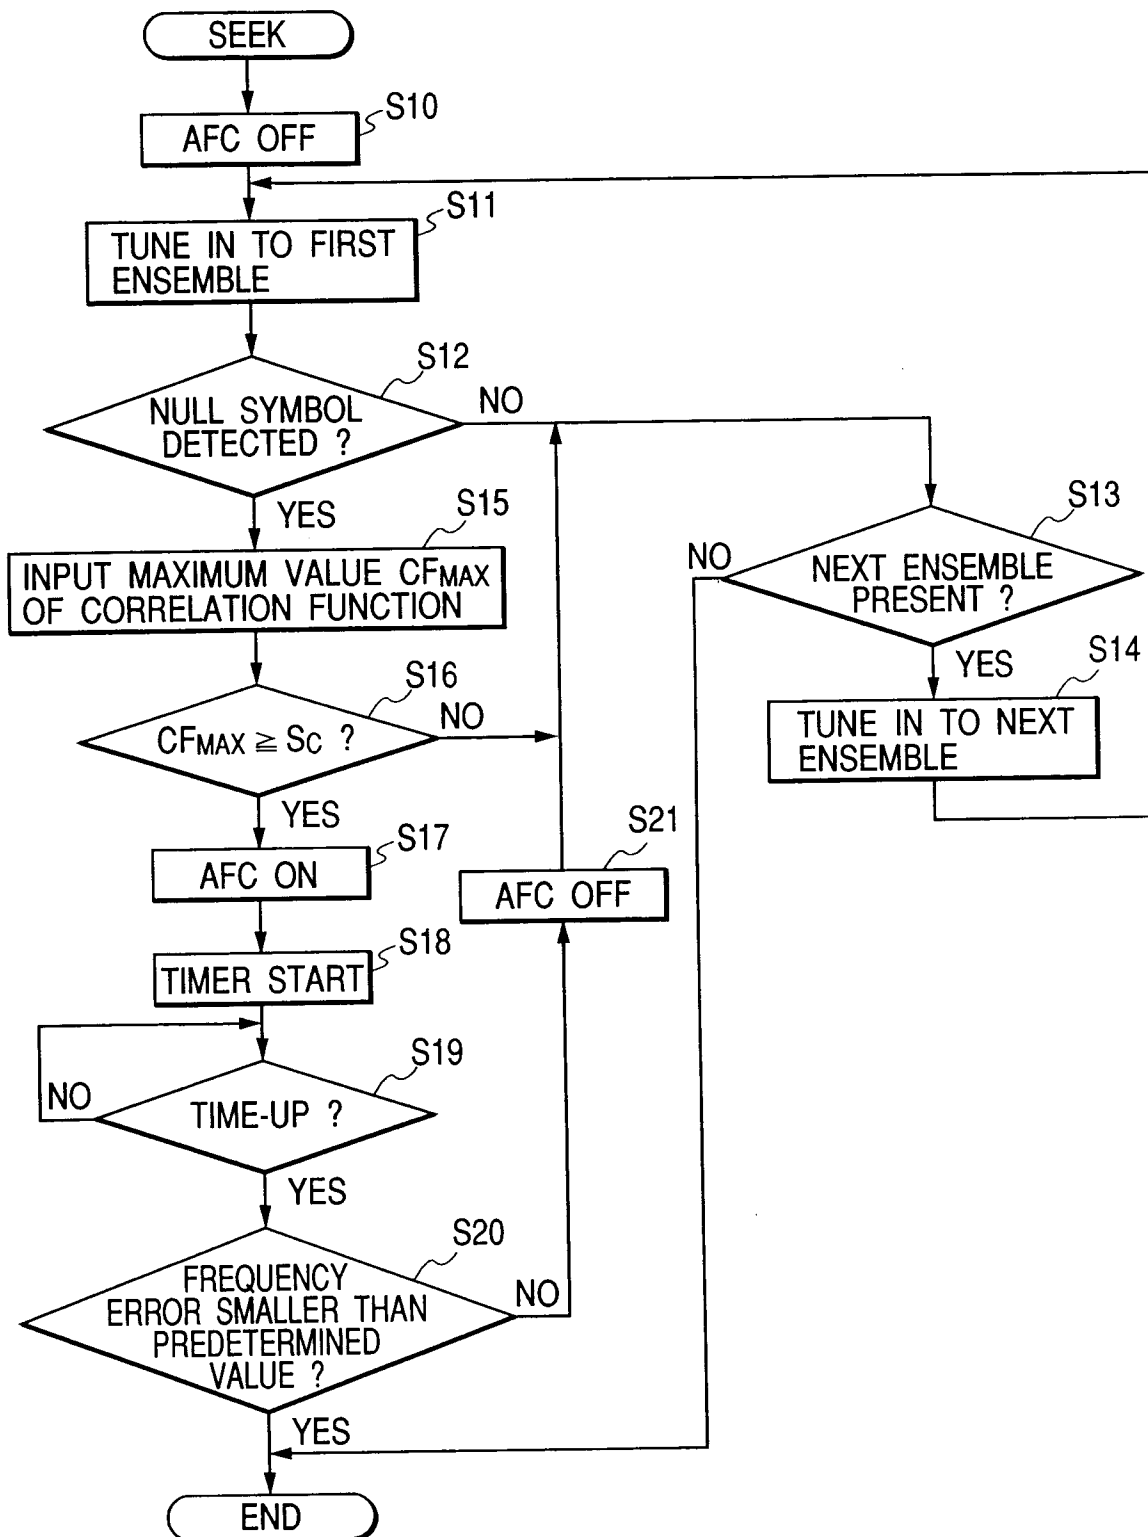 SEEK
S10
AFC OFF
S11
TUNE IN TO FIRST
ENSEMBLE
S12
NULL SYMBOL
DETECTED ?
NO
YES
S13
NEXT ENSEMBLE
PRESENT ?
NO
YES
S14
TUNE IN TO NEXT
ENSEMBLE
S15
INPUT MAXIMUM VALUE CFMAX
OF CORRELATION FUNCTION
S16
CFMAX ≧ SC ?
NO
YES
S17
AFC ON
S21
AFC OFF
S18
TIMER START
S19
TIME-UP ?
NO
YES
S20
FREQUENCY
ERROR SMALLER THAN
PREDETERMINED
VALUE ?
NO
YES
END